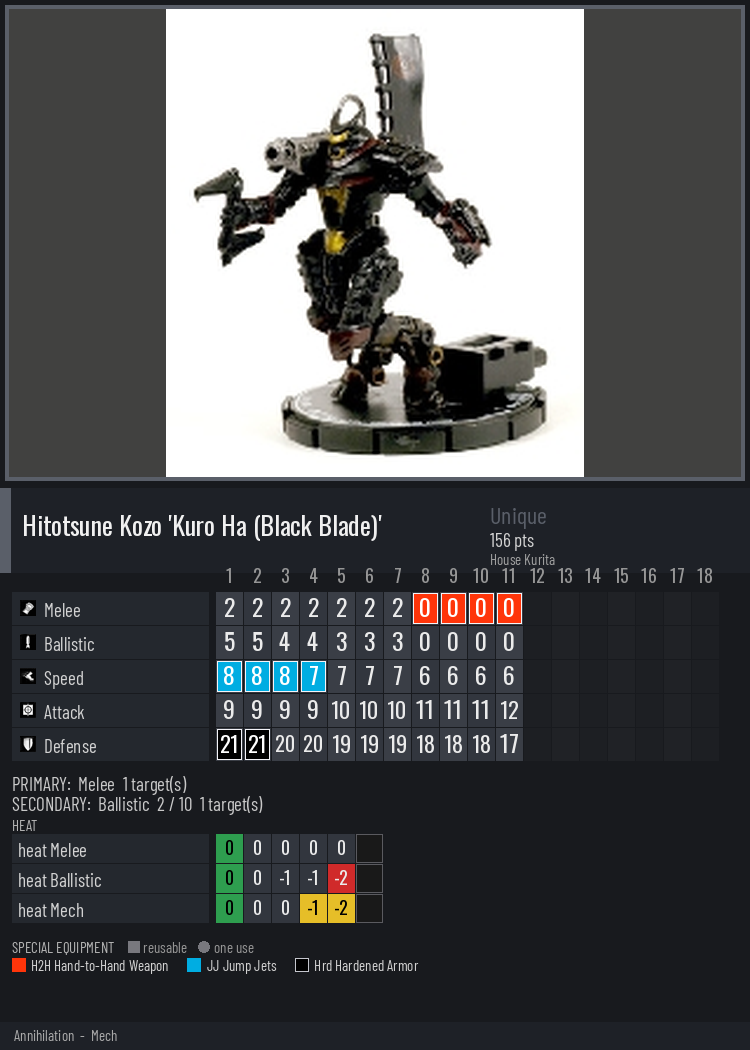 Hitotsune Kozo 'Kuro Ha (Black Blade)'
Unique
156 pts
House Kurita
1 2 3 4 5 6 7 8 9 10 11 12 13 14 15 16 17 18
Melee 2 2 2 2 2 2 2 0 0 0 0
Ballistic 5 5 4 4 3 3 3 0 0 0 0
Speed 8 8 8 7 7 7 7 6 6 6 6
Attack 9 9 9 9 10 10 10 11 11 11 12
Defense 21 21 20 20 19 19 19 18 18 18 17
PRIMARY: Melee 1 target(s)
SECONDARY: Ballistic 2 / 10 1 target(s)
HEAT
heat Melee 0 0 0 0 0
heat Ballistic 0 0 -1 -1 -2
heat Mech 0 0 0 -1 -2
SPECIAL EQUIPMENT reusable one use
H2H Hand-to-Hand Weapon JJ Jump Jets Hrd Hardened Armor
Annihilation - Mech